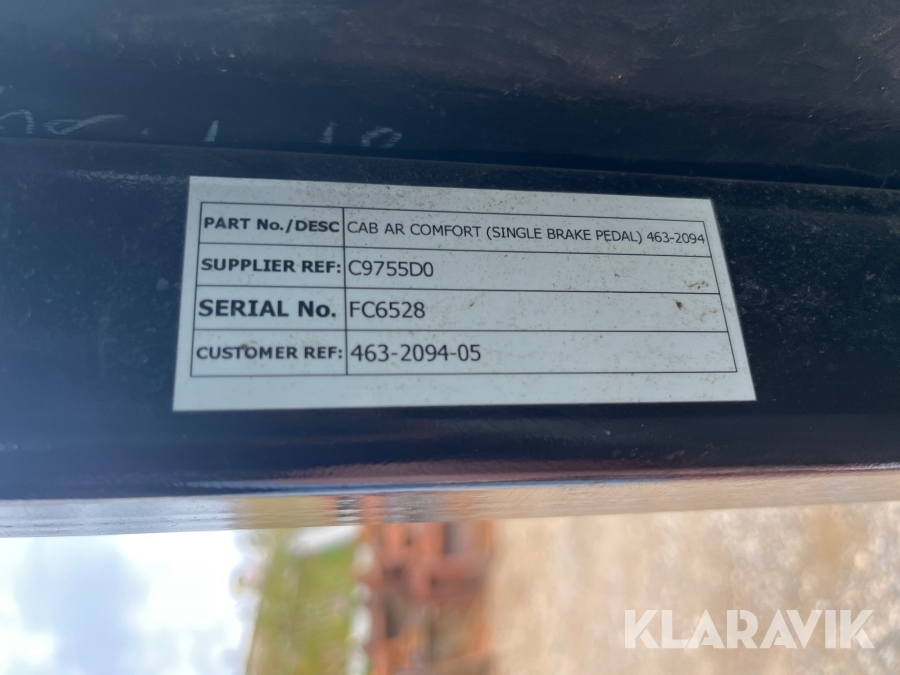 PART No./DESC CAB AR COMFORT (SINGLE BRAKE PEDAL) 463-2094
SUPPLIER REF: C9755D0
SERIAL No. FC6528
CUSTOMER REF: 463-2094-05
KLARAVIK